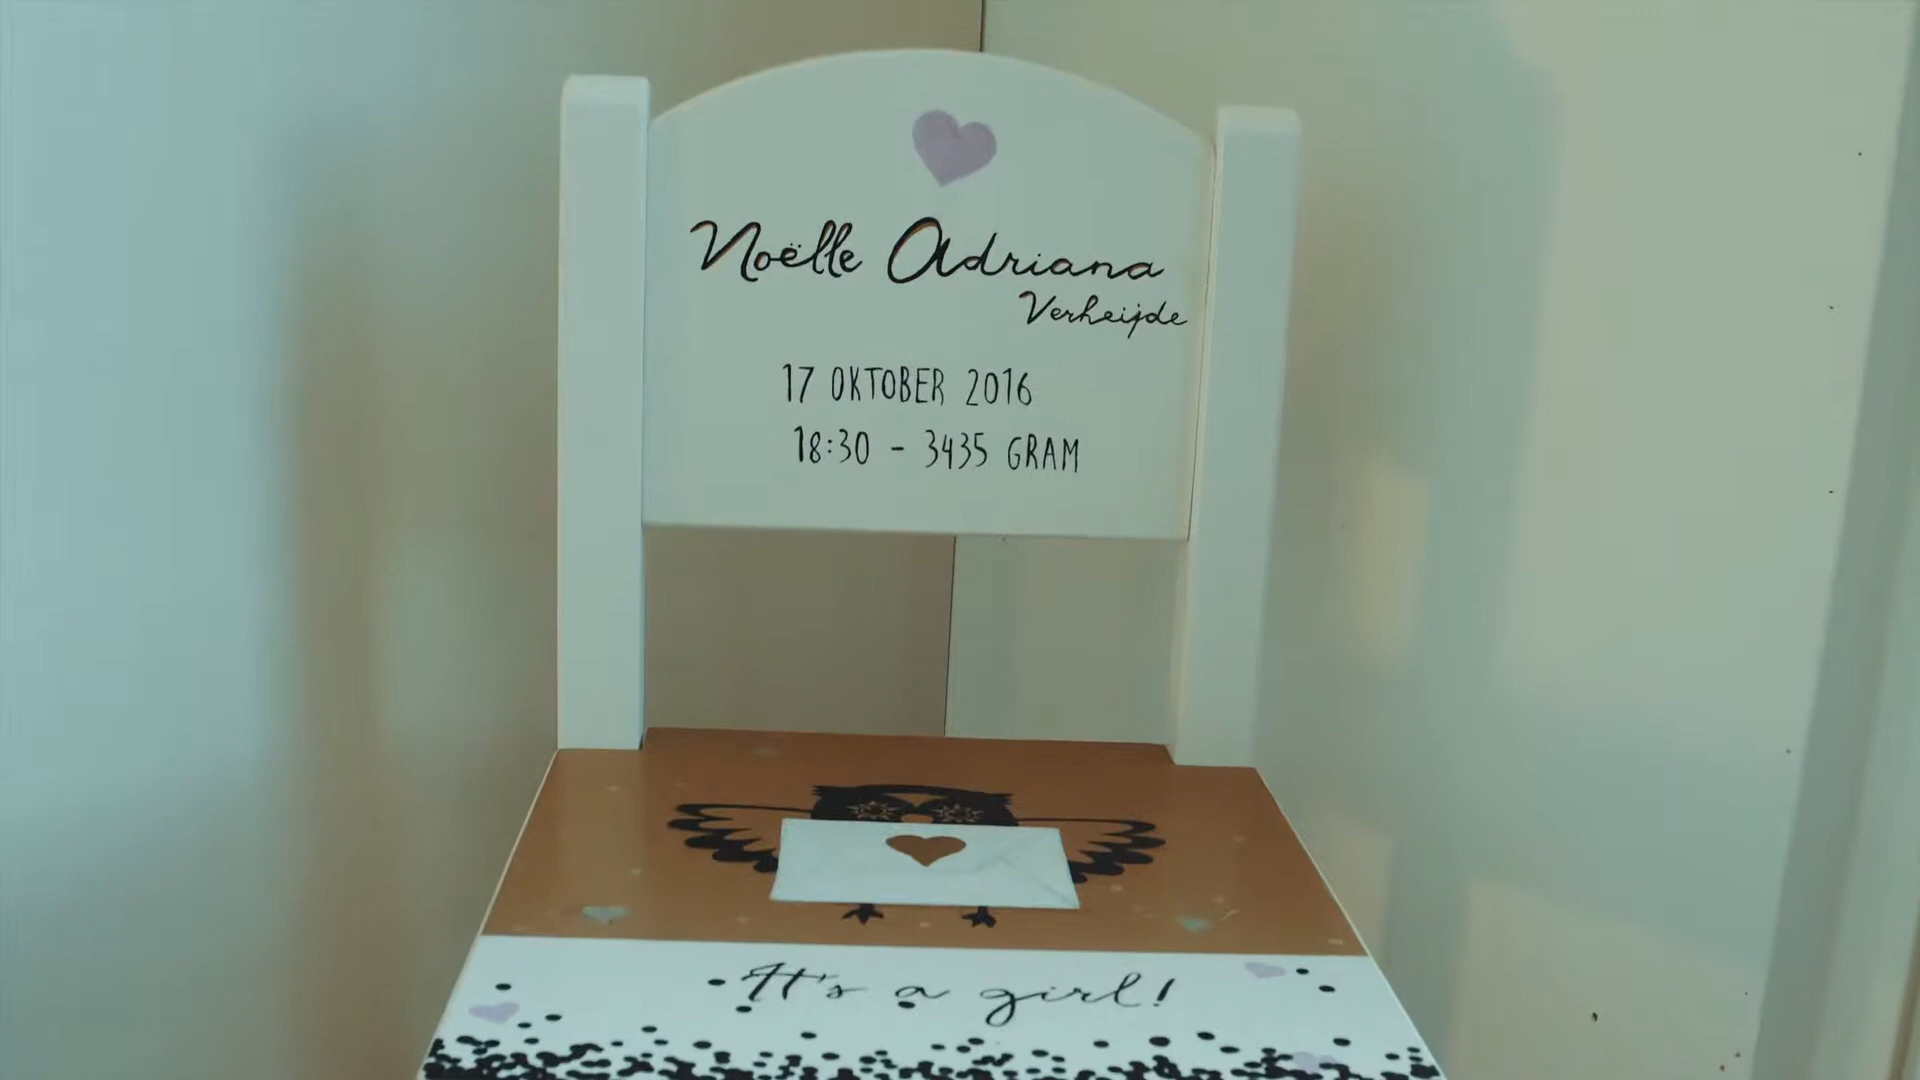 Noëlle Adriana
Verheijde
17 OKTOBER 2016
18:30 - 3435 GRAM
It's a girl!